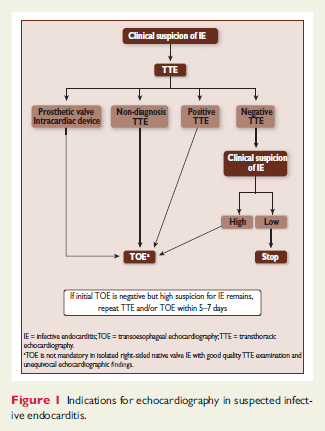 Clinical suspicion of IE
TTE
Prosthetic valve
Intracardiac device
Non-diagnosis
TTE
Positive
TTE
Negative
TTE
Clinical suspicion
of IE
High
Low
TOEª
Stop
If initial TOE is negative but high suspicion for IE remains,
repeat TTE and/or TOE within 5–7 days
IE = infective endocarditis; TOE = transoesophageal echocardiography; TTE = transthoracic
echocardiography.
ªTOE is not mandatory in isolated right-sided native valve IE with good quality TTE examination and
unequivocal echocardiographic findings.
Figure 1 Indications for echocardiography in suspected infect-
ive endocarditis.